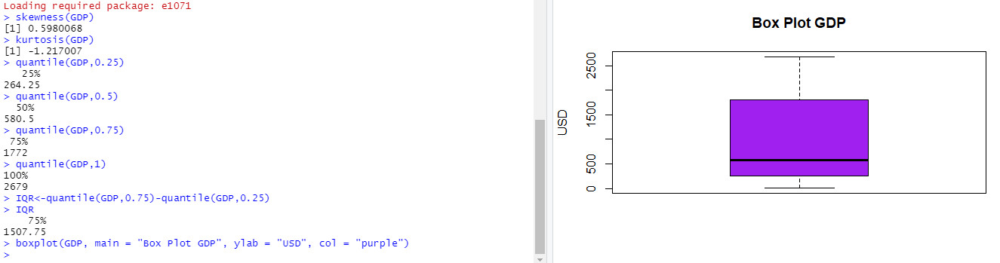 Loading required package: e1071
> skewness(GDP)
[1] 0.5980068
> kurtosis(GDP)
[1] -1.217007
> quantile(GDP,0.25)
25%
264.25
> quantile(GDP,0.5)
50%
580.5
> quantile(GDP,0.75)
75%
1772
> quantile(GDP,1)
100%
2679
> IQR<-quantile(GDP,0.75)-quantile(GDP,0.25)
> IQR
75%
1507.75
> boxplot(GDP, main = "Box Plot GDP", ylab = "USD", col = "purple")
>
Box Plot GDP
USD
2500
1500
500
0